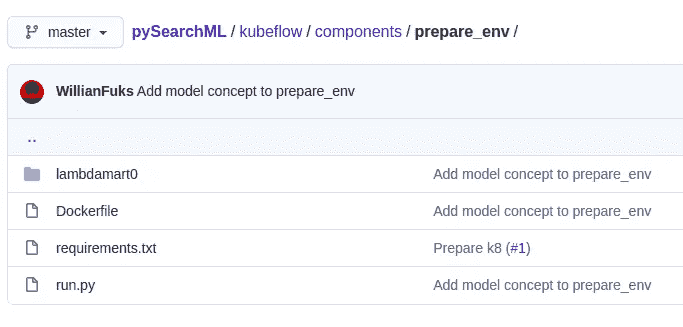 master pySearchML / kubeflow / components / prepare_env /
WillianFuks Add model concept to prepare_env
..
lambdamart0 Add model concept to prepare_env
Dockerfile Add model concept to prepare_env
requirements.txt Prepare k8 (#1)
run.py Add model concept to prepare_env